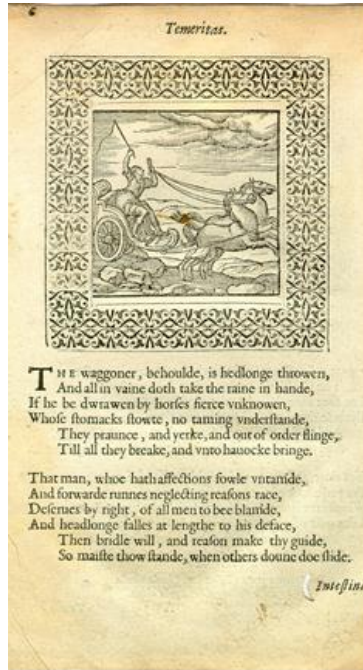 6
Temeritas.
THE waggoner, behoulde, is hedlonge throwen,
And all in vaine doth take the raine in hande,
If he be dwrawen by horses fierce vnknowen,
Whose stomacks stowte, no taming vnderstande,
They praunce, and yerke, and out of order flinge,
Till all they breake, and vnto hauocke bringe.
That man, whoe hath affections fowle vntamde,
And forwarde runnes neglecting reasons race,
Deserues by right, of all men to bee blamde,
And headlonge falles at lengthe to his deface,
Then bridle will, and reason make thy guide,
So maiste thow stande, when others doune doe slide.